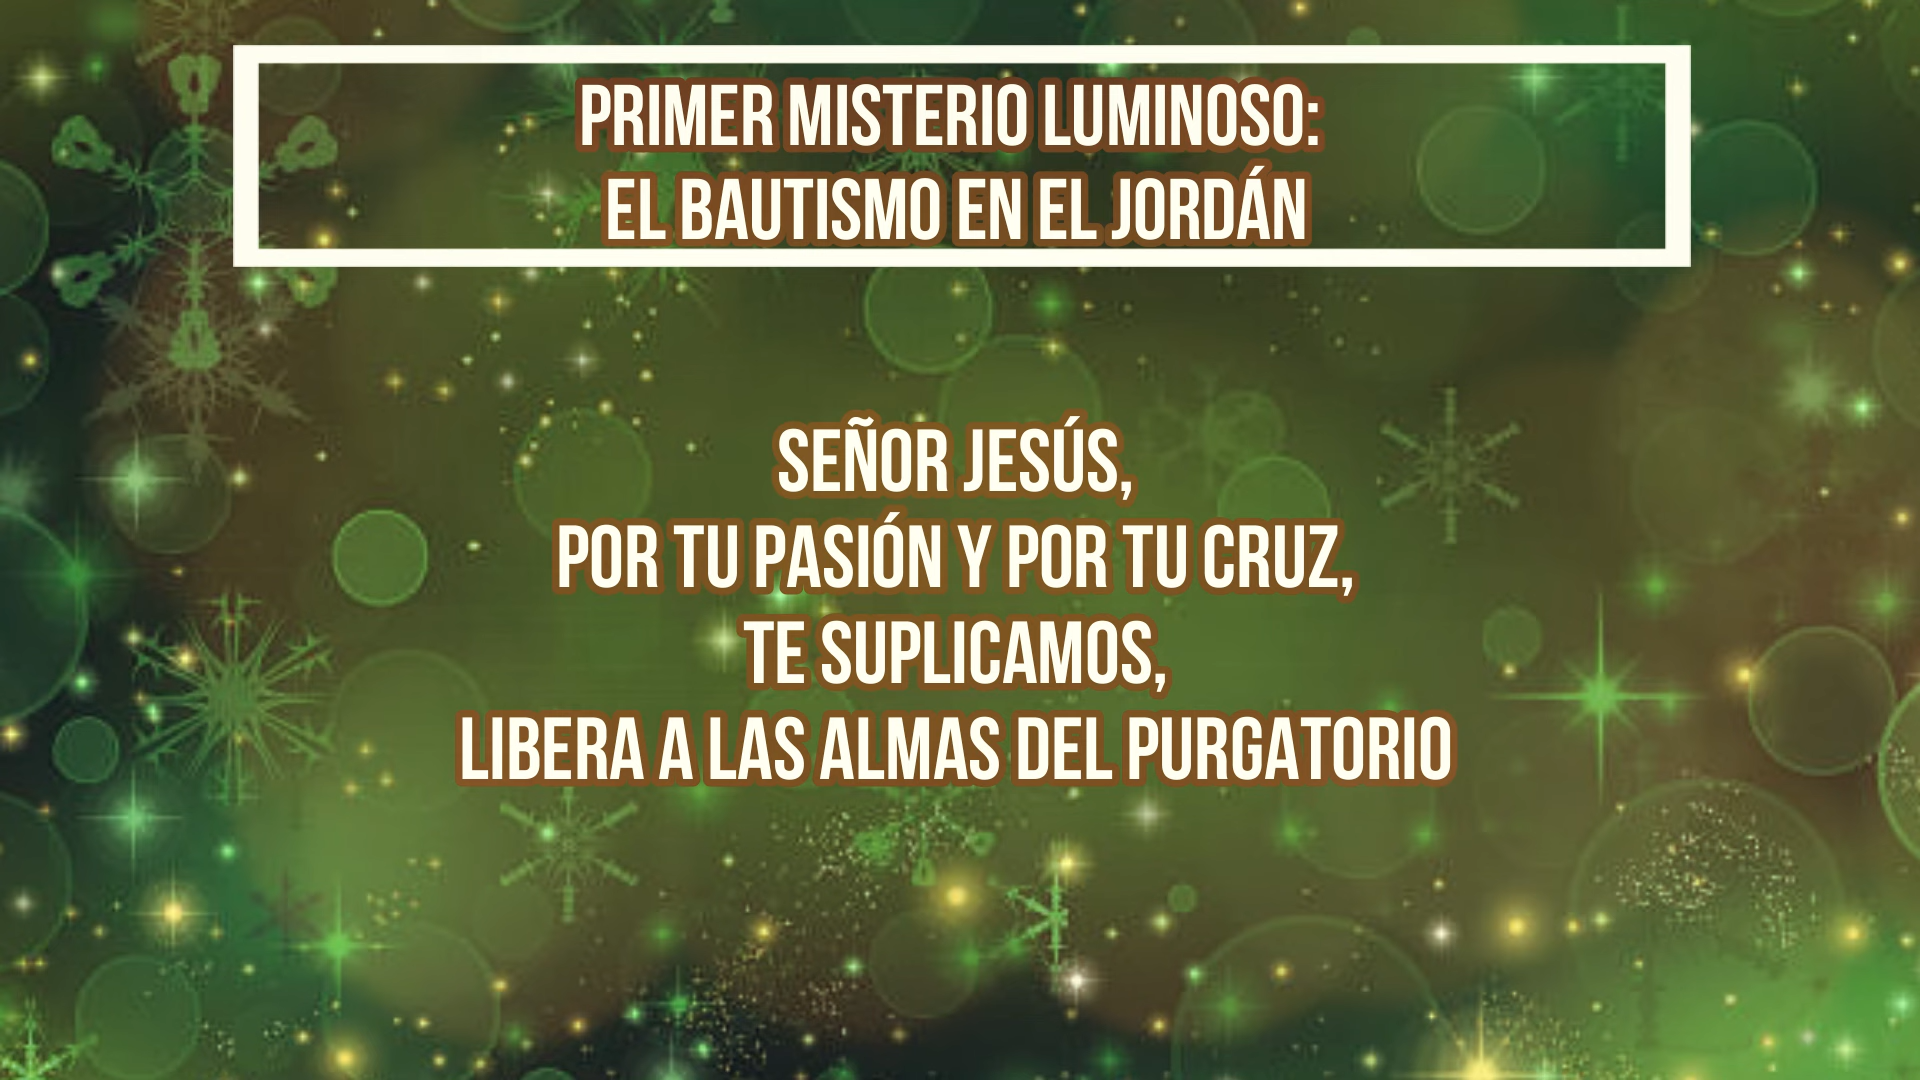 PRIMER MISTERIO LUMINOSO:
EL BAUTISMO EN EL JORDÁN
SEÑOR JESÚS,
POR TU PASIÓN Y POR TU CRUZ,
TE SUPLICAMOS,
LIBERA A LAS ALMAS DEL PURGATORIO